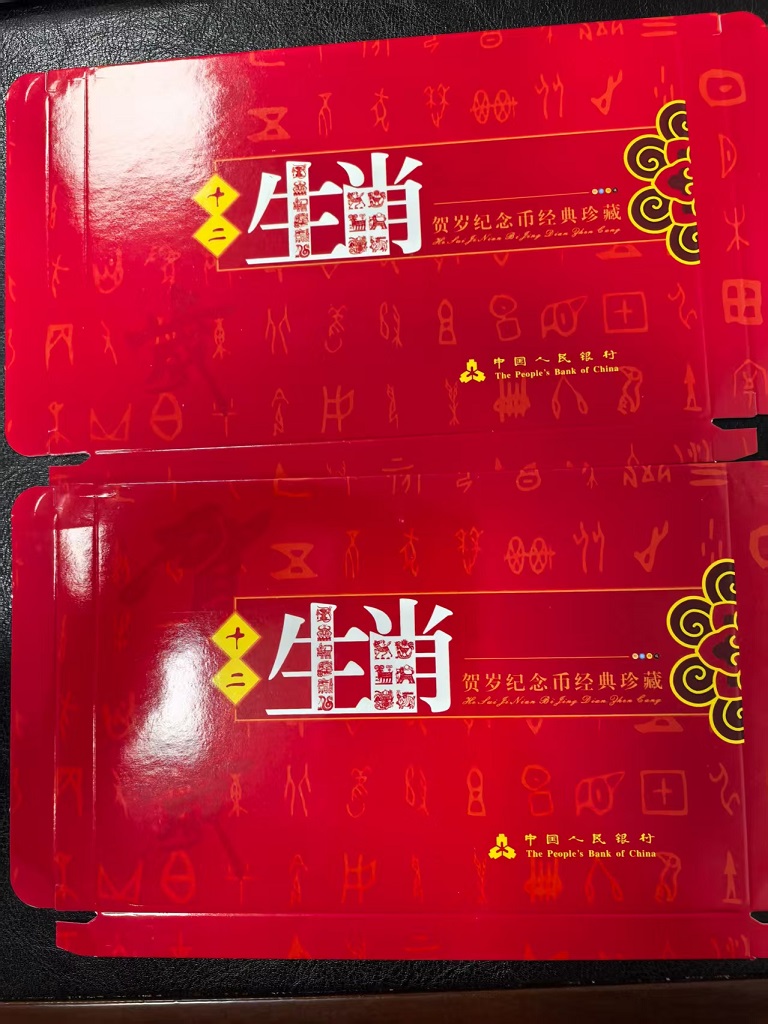 十二
生肖
贺岁纪念币经典珍藏
He Sui Ji Nian Bi Jing Dian Zhen Cang
中国人民银行
The People's Bank of China
十二
生肖
贺岁纪念币经典珍藏
He Sui Ji Nian Bi Jing Dian Zhen Cang
中国人民银行
The People's Bank of China